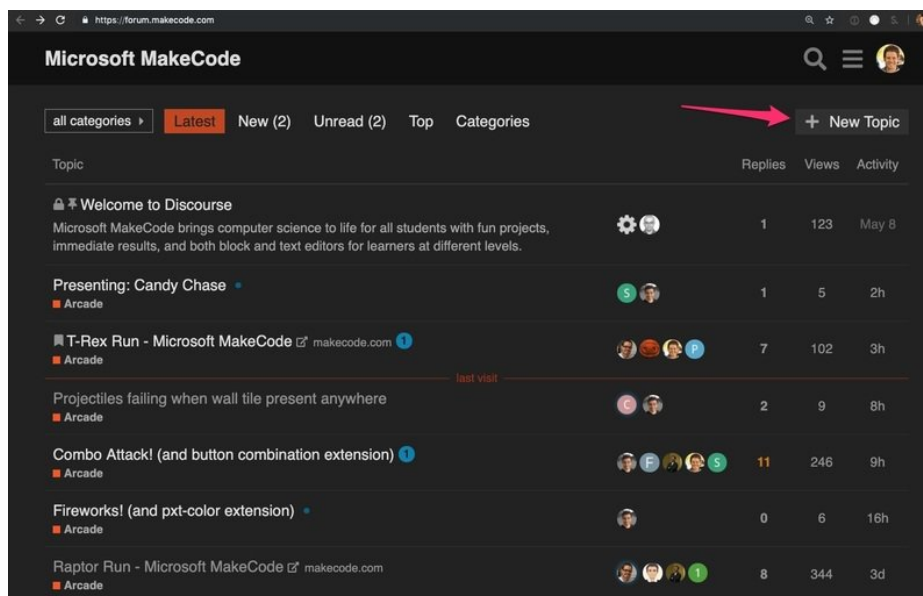 https://forum.makecode.com
Microsoft MakeCode
all categories Latest New (2) Unread (2) Top Categories + New Topic
Topic Replies Views Activity
Welcome to Discourse
Microsoft MakeCode brings computer science to life for all students with fun projects,
immediate results, and both block and text editors for learners at different levels.
1 123 May 8
Presenting: Candy Chase
Arcade
S
1 5 2h
T-Rex Run - Microsoft MakeCode makecode.com 1
Arcade
P
7 102 3h
last visit
Projectiles failing when wall tile present anywhere
Arcade
C
2 9 8h
Combo Attack! (and button combination extension) 1
Arcade
F S
11 246 9h
Fireworks! (and pxt-color extension)
Arcade
0 6 16h
Raptor Run - Microsoft MakeCode makecode.com
Arcade
1
8 344 3d